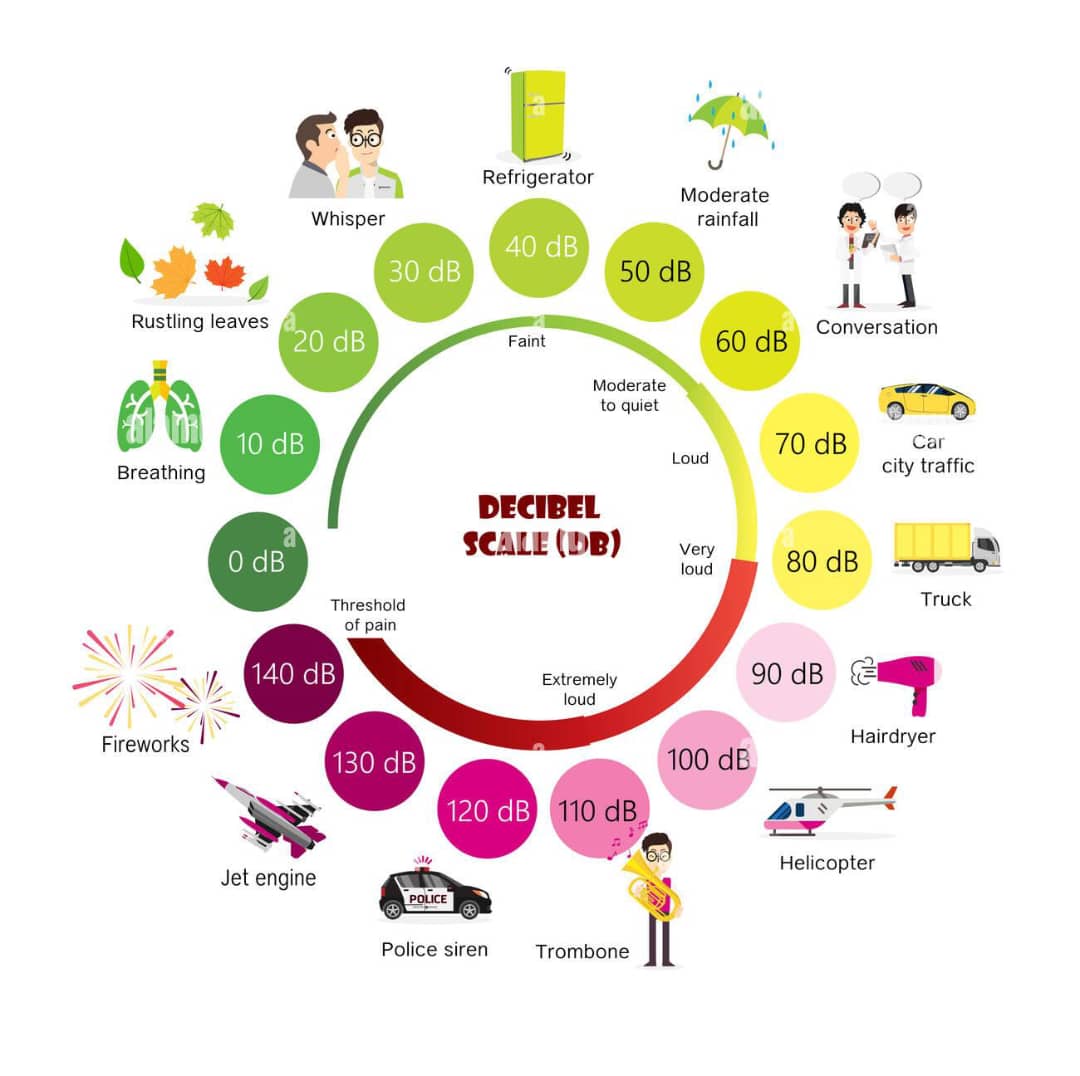 Refrigerator
Moderate
rainfall
Whisper
Conversation
Rustling leaves
Breathing
Car
city traffic
Truck
Hairdryer
Helicopter
Trombone
Police siren
POLICE
Jet engine
Fireworks
0 dB
10 dB
20 dB
30 dB
40 dB
50 dB
60 dB
70 dB
80 dB
90 dB
100 dB
110 dB
120 dB
130 dB
140 dB
Faint
Moderate
to quiet
Loud
Very
loud
Extremely
loud
Threshold
of pain
DECIBEL
SCALE (DB)